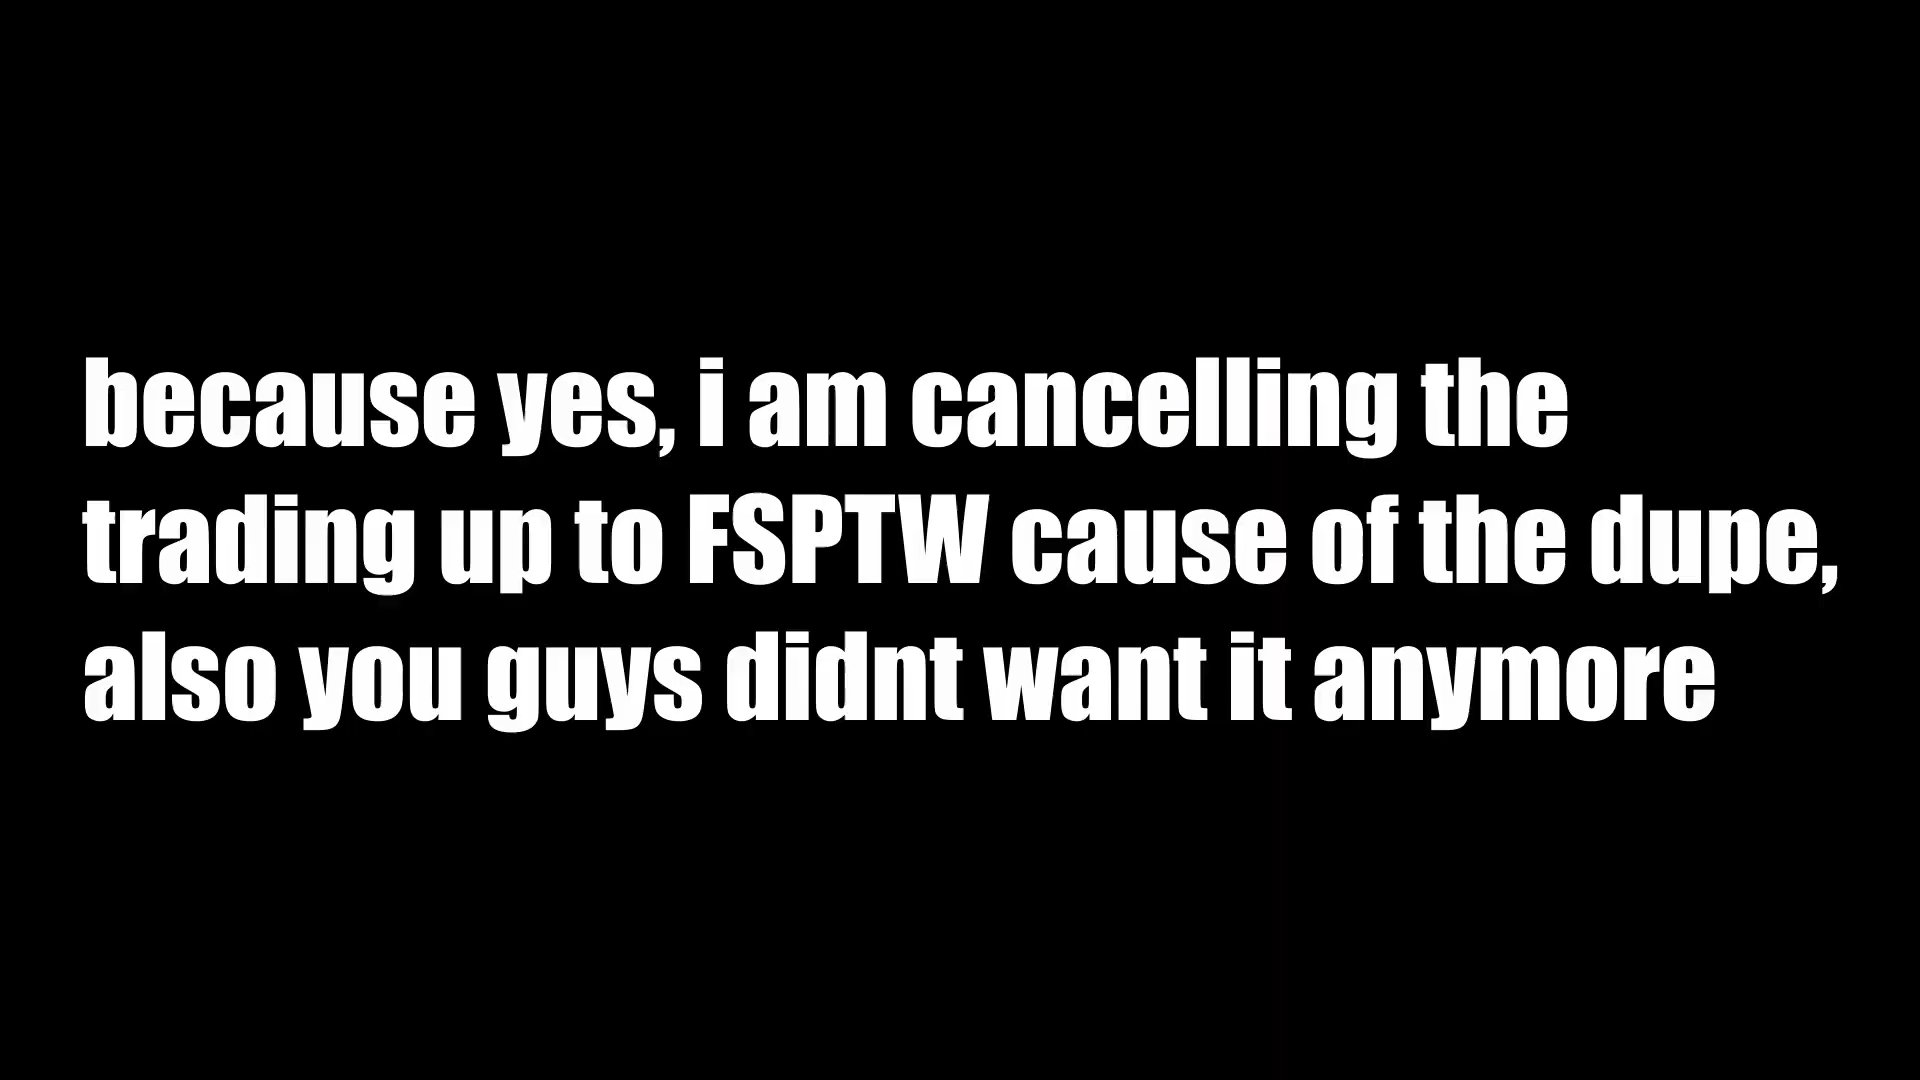 because yes, i am cancelling the
trading up to FSPTW cause of the dupe,
also you guys didnt want it anymore